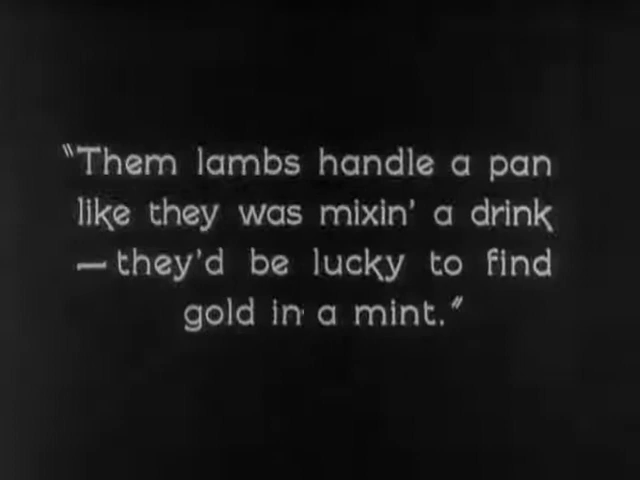 "Them lambs handle a pan
like they was mixin' a drink
—they'd be lucky to find
gold in a mint."